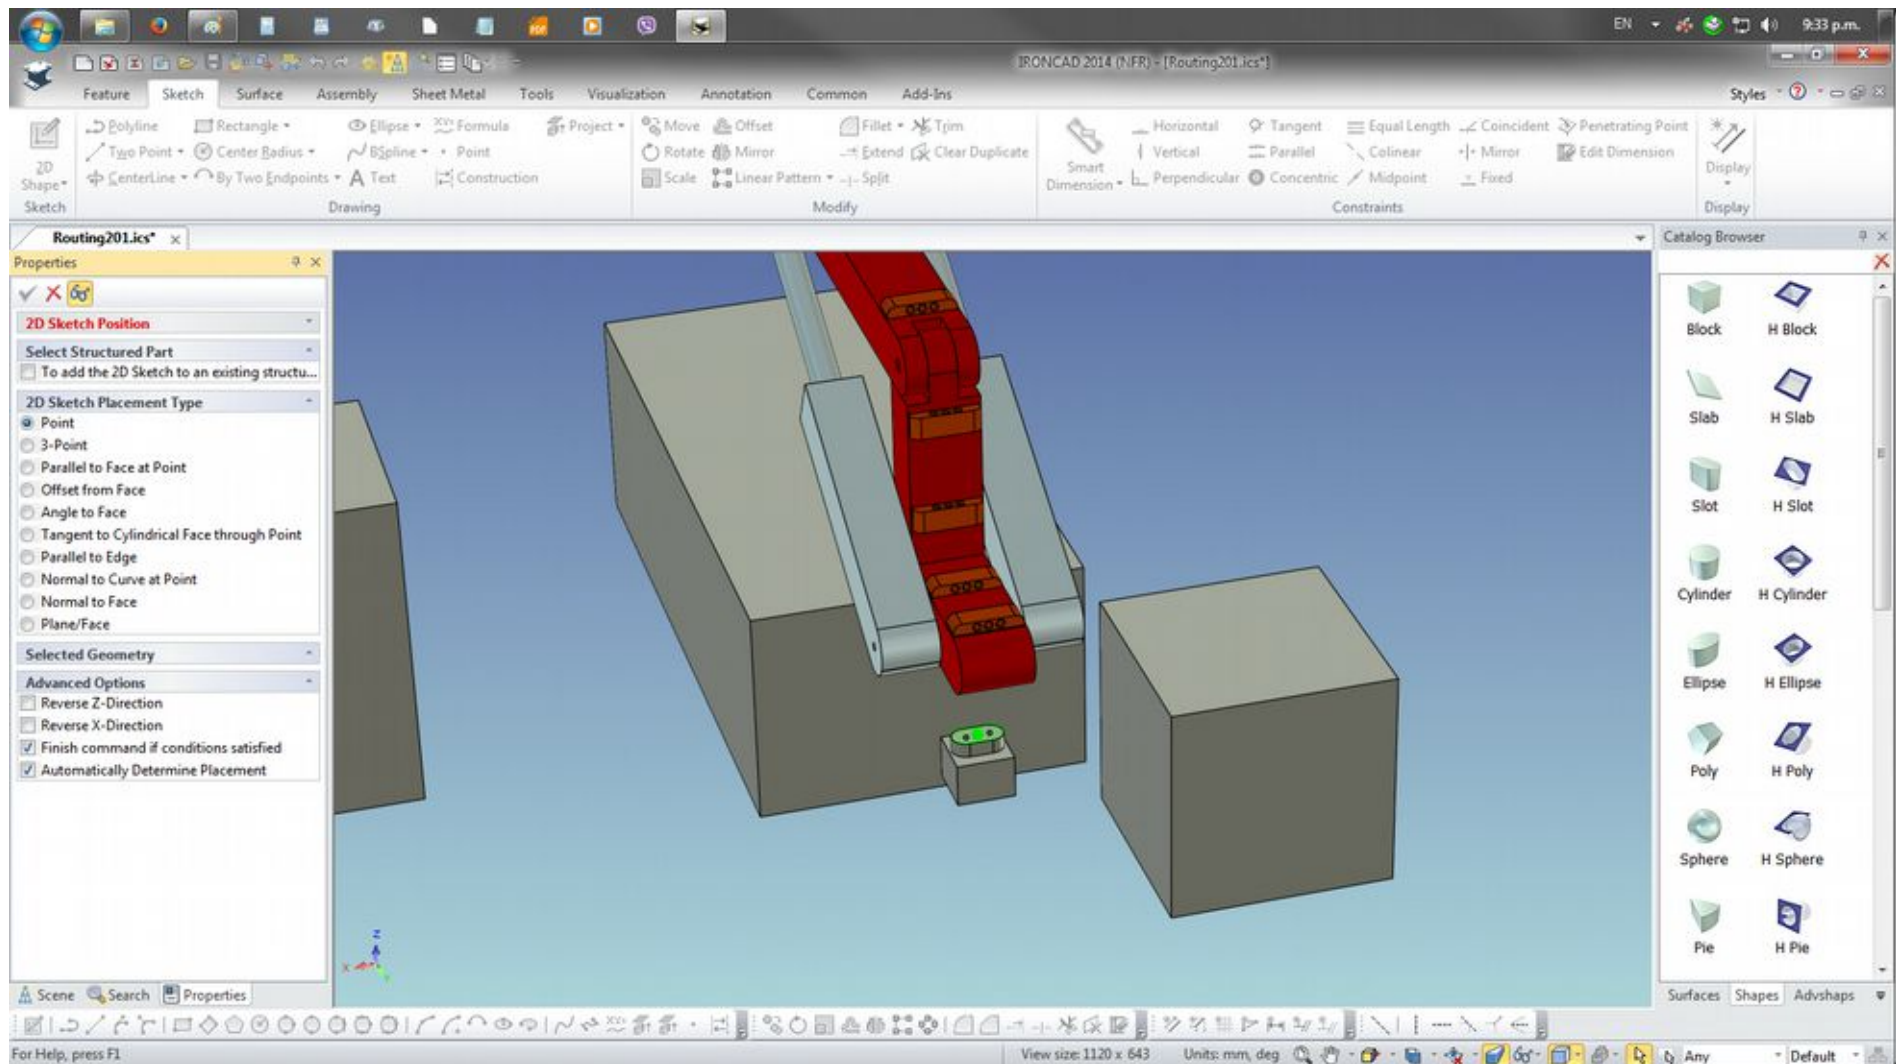 EN 9:33 p.m.
IRONCAD 2014 (NFR) - [Routing201.ics*]
Feature Sketch Surface Assembly Sheet Metal Tools Visualization Annotation Common Add-Ins Styles
Polyline Rectangle Ellipse Formula Project Move Offset Fillet Trim Horizontal Tangent Equal Length Coincident Penetrating Point
Two Point Center Radius BSpline Point Rotate Mirror Extend Clear Duplicate Vertical Parallel Colinear Mirror Edit Dimension
CenterLine By Two Endpoints Text Construction Scale Linear Pattern Split Perpendicular Concentric Midpoint Fixed
2D Shape
Smart Dimension
Display
Sketch Drawing Modify Constraints Display
Routing201.ics*
Catalog Browser
Properties
2D Sketch Position
Select Structured Part
To add the 2D Sketch to an existing structu...
2D Sketch Placement Type
Point
3-Point
Parallel to Face at Point
Offset from Face
Angle to Face
Tangent to Cylindrical Face through Point
Parallel to Edge
Normal to Curve at Point
Normal to Face
Plane/Face
Selected Geometry
Advanced Options
Reverse Z-Direction
Reverse X-Direction
Finish command if conditions satisfied
Automatically Determine Placement
Z
X
Block H Block
Slab H Slab
Slot H Slot
Cylinder H Cylinder
Ellipse H Ellipse
Poly H Poly
Sphere H Sphere
Pie H Pie
Scene Search Properties
Surfaces Shapes Advshaps
For Help, press F1 View size: 1120 x 643 Units: mm, deg Any Default